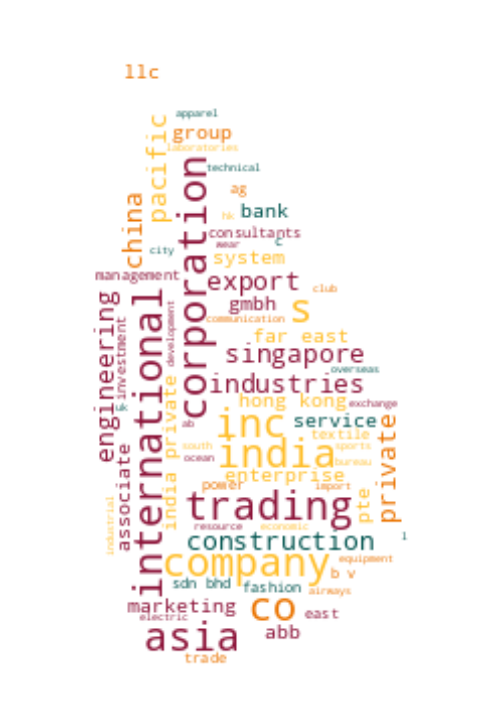 llc
apparel
group
pacific
laboratories
corporation
technical
ag
china
hk
bank
consultants
wear
c
city
system
management
export
club
international
engineering
gmbh
s
investment
development
communication
far east
singapore
overseas
industries
india private
hong kong
exchange
uk
inc
service
ab
private
textile
south
india
sports
ocean
bureau
associate
enterprise
power
import
pte
trading
industrial
resource
economic
construction
l
company
equipment
b v
sdn bhd
fashion
airways
marketing
co
east
electric
asia
abb
trade